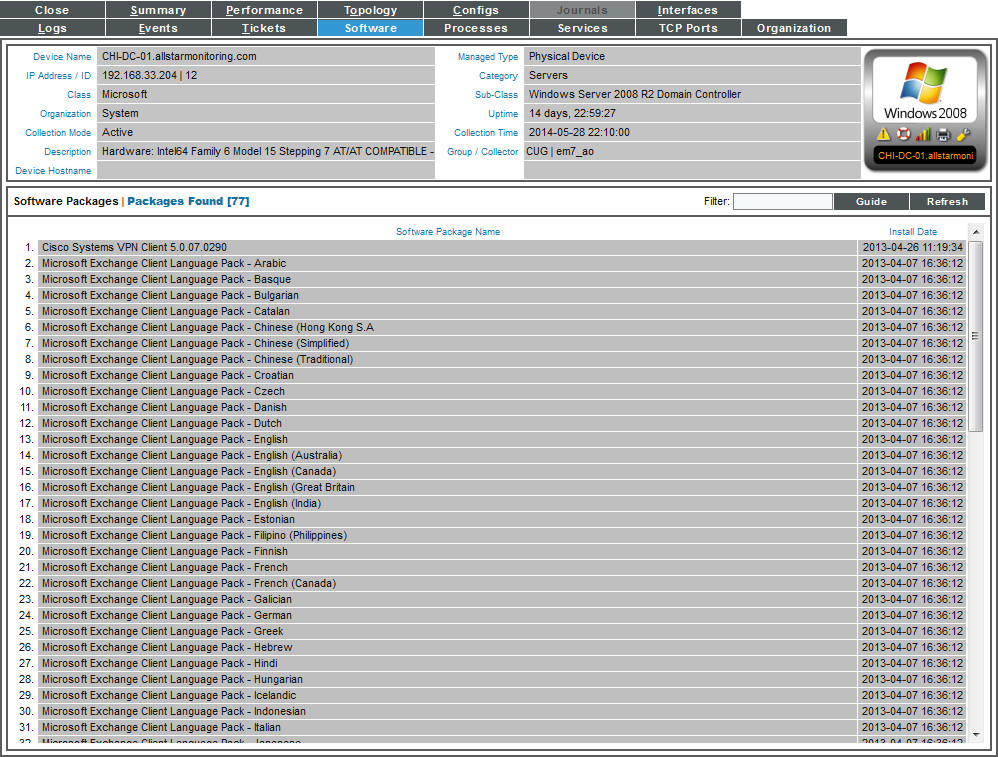 Close Summary Performance Topology Configs Journals Interfaces
Logs Events Tickets Software Processes Services TCP Ports Organization
Device Name CHI-DC-01.allstarmonitoring.com Managed Type Physical Device
IP Address / ID 192.168.33.204 | 12 Category Servers
Class Microsoft Sub-Class Windows Server 2008 R2 Domain Controller
Organization System Uptime 14 days, 22:59:27
Collection Mode Active Collection Time 2014-05-28 22:10:00
Description Hardware: Intel64 Family 6 Model 15 Stepping 7 AT/AT COMPATIBLE - Group / Collector CUG | em7_ao
Device Hostname
Windows 2008
CHI-DC-01.allstarmoni
Software Packages | Packages Found [77] Filter: Guide Refresh
Software Package Name Install Date
1. Cisco Systems VPN Client 5.0.07.0290 2013-04-26 11:19:34
2. Microsoft Exchange Client Language Pack - Arabic 2013-04-07 16:36:12
3. Microsoft Exchange Client Language Pack - Basque 2013-04-07 16:36:12
4. Microsoft Exchange Client Language Pack - Bulgarian 2013-04-07 16:36:12
5. Microsoft Exchange Client Language Pack - Catalan 2013-04-07 16:36:12
6. Microsoft Exchange Client Language Pack - Chinese (Hong Kong S.A 2013-04-07 16:36:12
7. Microsoft Exchange Client Language Pack - Chinese (Simplified) 2013-04-07 16:36:12
8. Microsoft Exchange Client Language Pack - Chinese (Traditional) 2013-04-07 16:36:12
9. Microsoft Exchange Client Language Pack - Croatian 2013-04-07 16:36:12
10. Microsoft Exchange Client Language Pack - Czech 2013-04-07 16:36:12
11. Microsoft Exchange Client Language Pack - Danish 2013-04-07 16:36:12
12. Microsoft Exchange Client Language Pack - Dutch 2013-04-07 16:36:12
13. Microsoft Exchange Client Language Pack - English 2013-04-07 16:36:12
14. Microsoft Exchange Client Language Pack - English (Australia) 2013-04-07 16:36:12
15. Microsoft Exchange Client Language Pack - English (Canada) 2013-04-07 16:36:12
16. Microsoft Exchange Client Language Pack - English (Great Britain 2013-04-07 16:36:12
17. Microsoft Exchange Client Language Pack - English (India) 2013-04-07 16:36:12
18. Microsoft Exchange Client Language Pack - Estonian 2013-04-07 16:36:12
19. Microsoft Exchange Client Language Pack - Filipino (Philippines) 2013-04-07 16:36:12
20. Microsoft Exchange Client Language Pack - Finnish 2013-04-07 16:36:12
21. Microsoft Exchange Client Language Pack - French 2013-04-07 16:36:12
22. Microsoft Exchange Client Language Pack - French (Canada) 2013-04-07 16:36:12
23. Microsoft Exchange Client Language Pack - Galician 2013-04-07 16:36:12
24. Microsoft Exchange Client Language Pack - German 2013-04-07 16:36:12
25. Microsoft Exchange Client Language Pack - Greek 2013-04-07 16:36:12
26. Microsoft Exchange Client Language Pack - Hebrew 2013-04-07 16:36:12
27. Microsoft Exchange Client Language Pack - Hindi 2013-04-07 16:36:12
28. Microsoft Exchange Client Language Pack - Hungarian 2013-04-07 16:36:12
29. Microsoft Exchange Client Language Pack - Icelandic 2013-04-07 16:36:12
30. Microsoft Exchange Client Language Pack - Indonesian 2013-04-07 16:36:12
31. Microsoft Exchange Client Language Pack - Italian 2013-04-07 16:36:12
32. Microsoft Exchange Client Language Pack - Japanese 2013-04-07 16:36:12